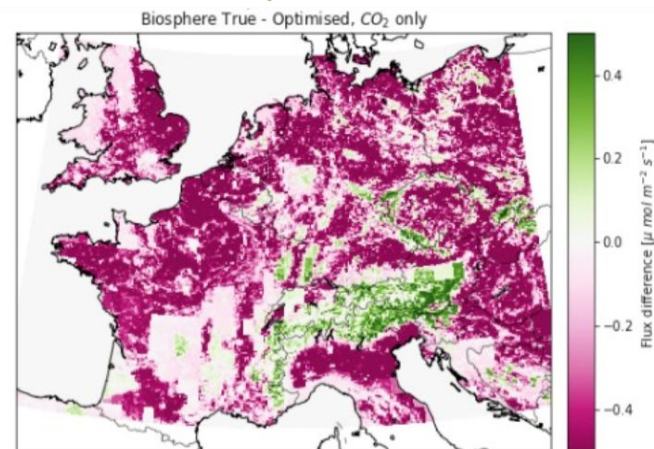 Biosphere True - Optimised, CO₂ only
0.4
0.2
0.0
−0.2
−0.4
Flux difference [μ mol m⁻² s⁻¹]